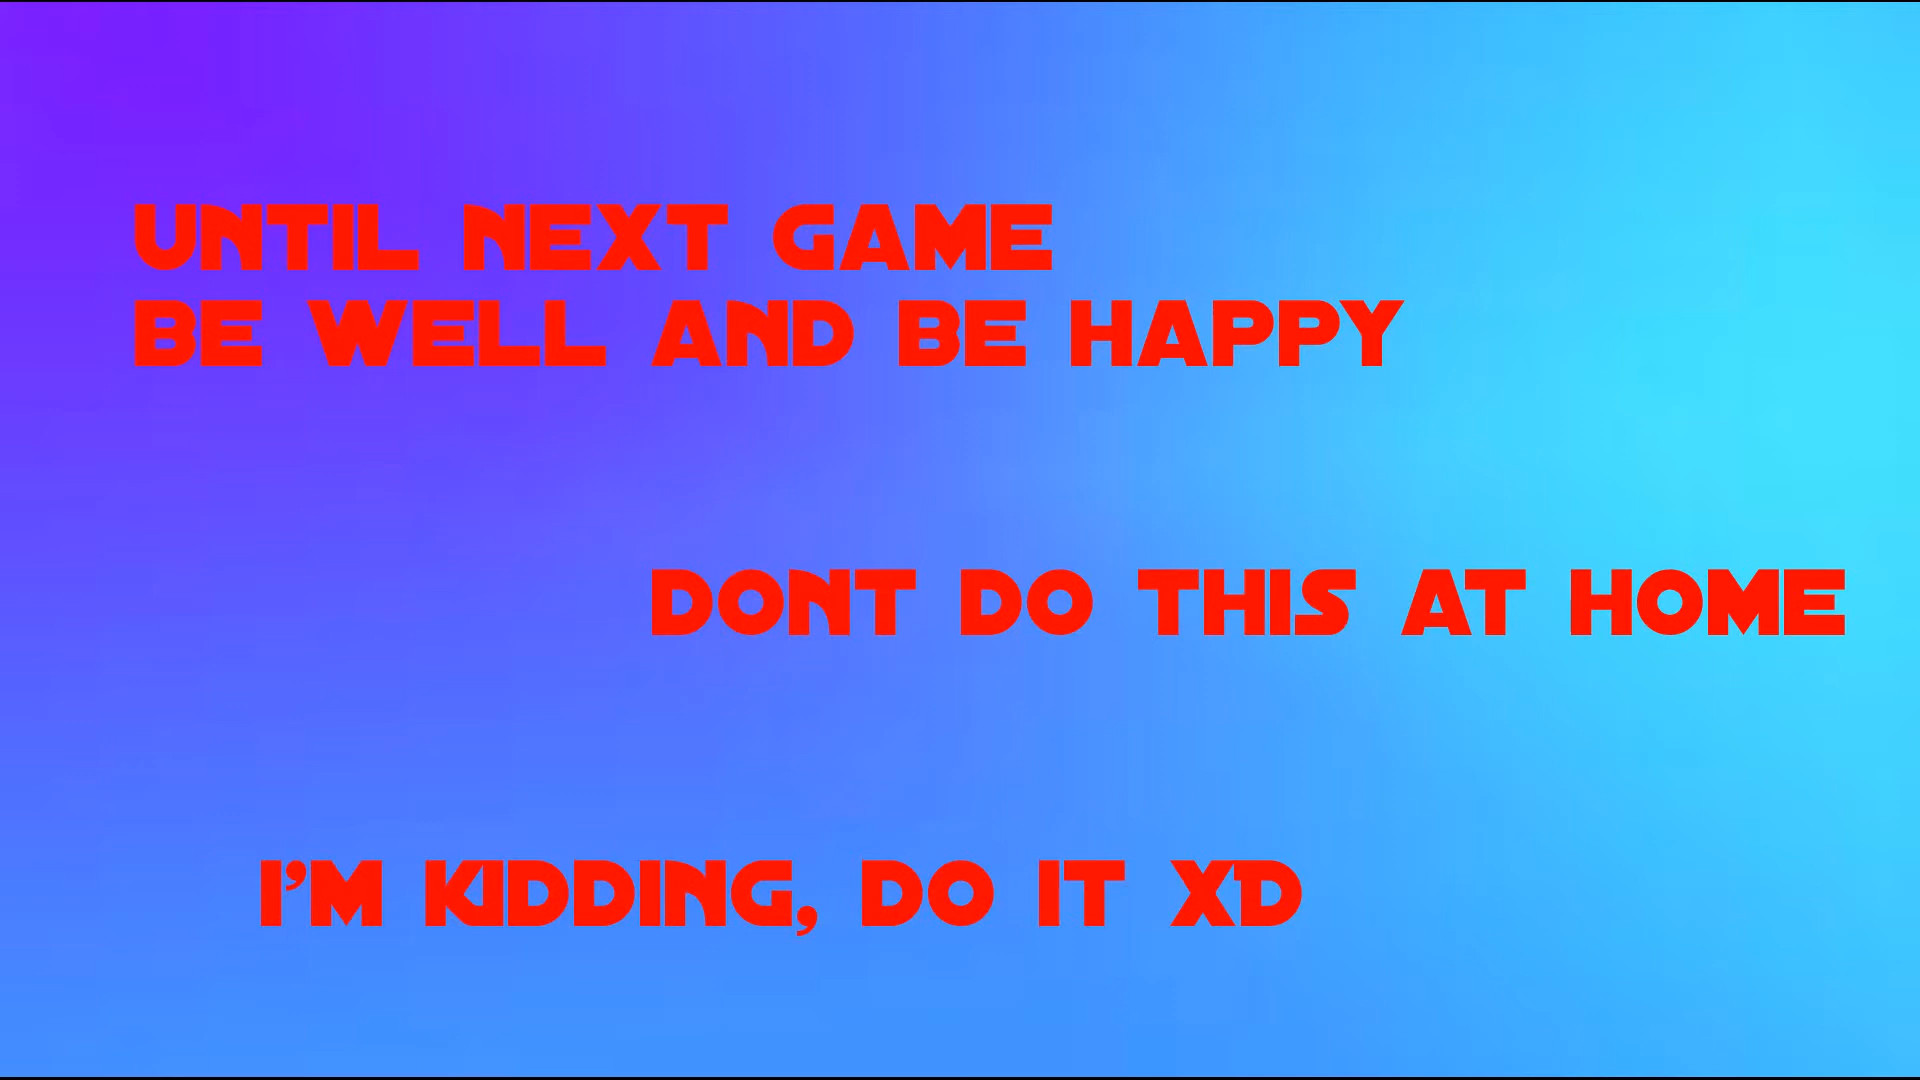 UNTIL NEXT GAME
BE WELL AND BE HAPPY
DONT DO THIS AT HOME
I'M KIDDING, DO IT XD